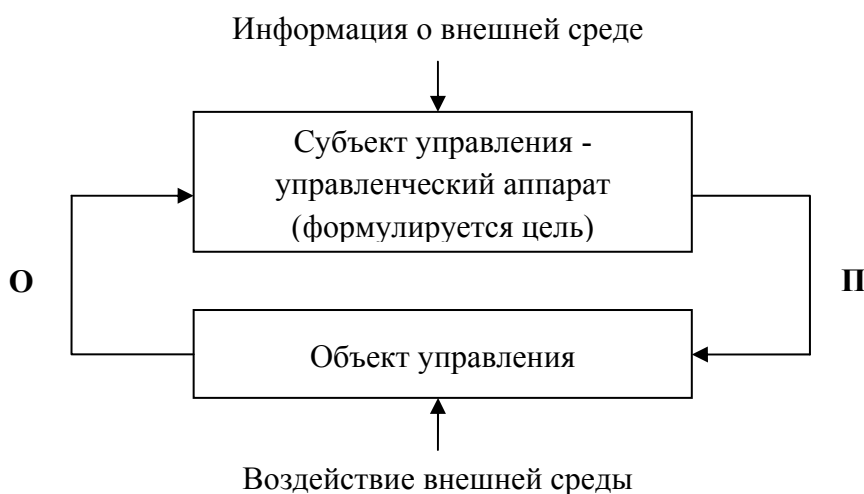 Информация о внешней среде
Субъект управления -
управленческий аппарат
(формулируется цель)
О
П
Объект управления
Воздействие внешней среды